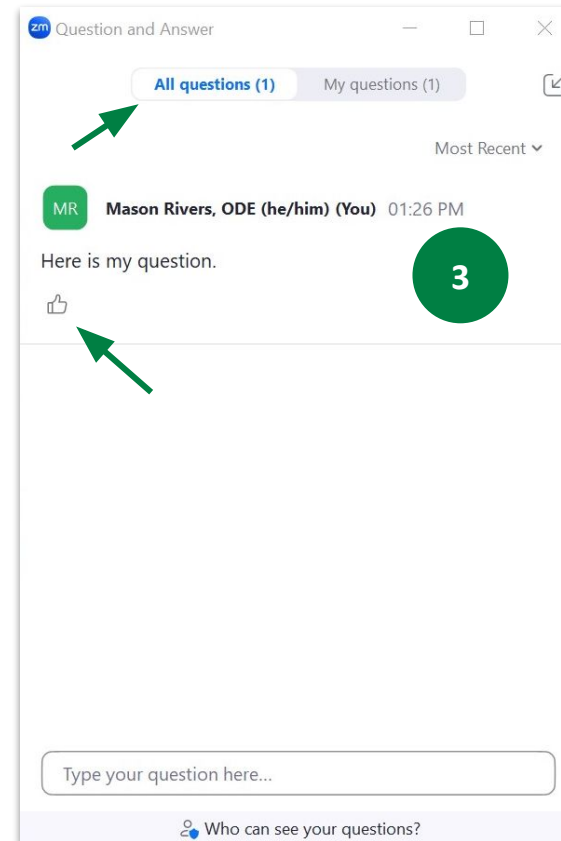 zm Question and Answer
All questions (1) My questions (1)
Most Recent
MR Mason Rivers, ODE (he/him) (You) 01:26 PM
Here is my question.
3
Type your question here...
Who can see your questions?